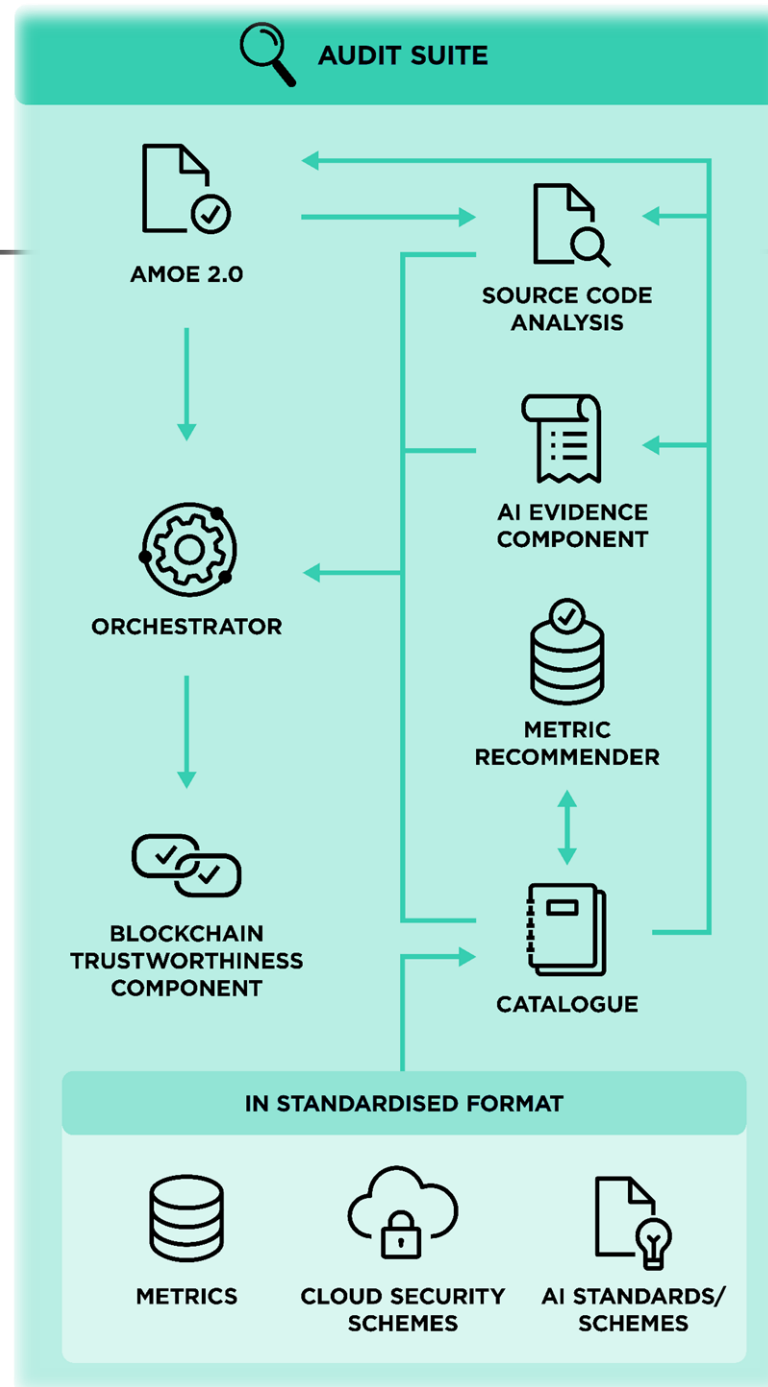 AUDIT SUITE
AMOE 2.0
SOURCE CODE
ANALYSIS
AI EVIDENCE
COMPONENT
ORCHESTRATOR
METRIC
RECOMMENDER
BLOCKCHAIN
TRUSTWORTHINESS
COMPONENT
CATALOGUE
IN STANDARDISED FORMAT
METRICS
CLOUD SECURITY
SCHEMES
AI STANDARDS/
SCHEMES